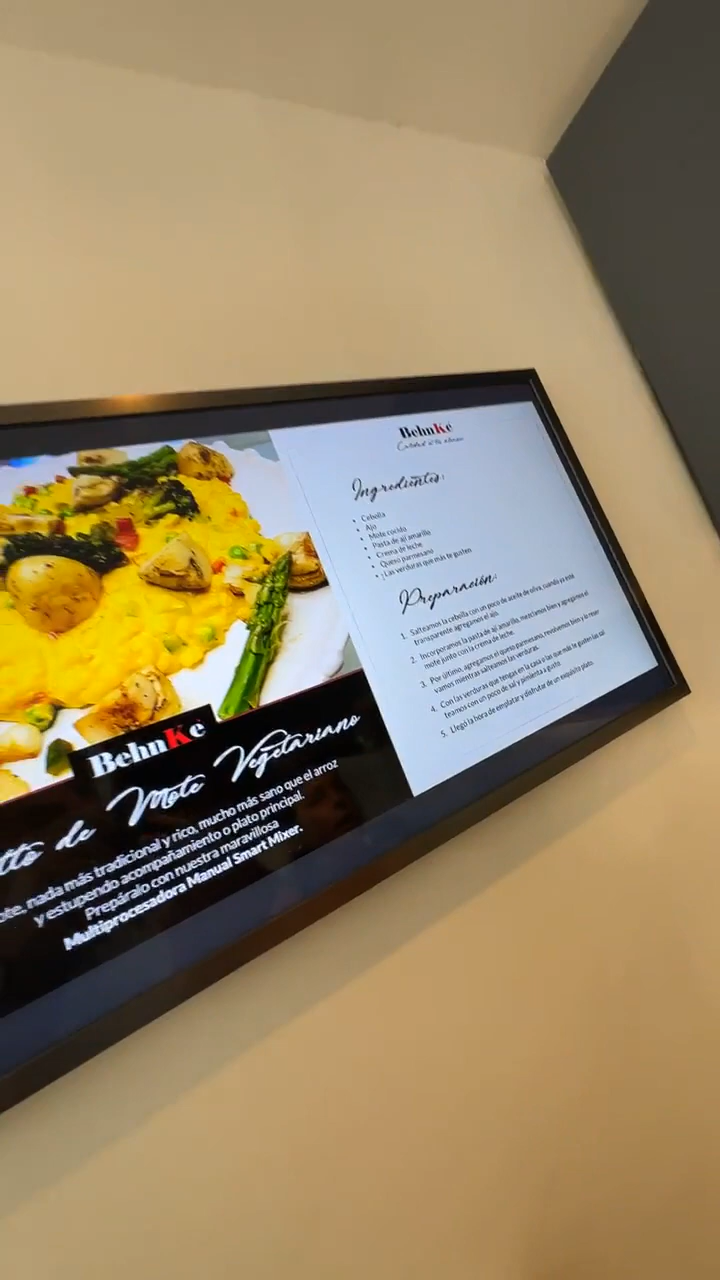 BehnKe
Ingredientes:
• Cebolla
• Ajo
• Mote cocido
• Pasta de ají amarillo
• Crema de leche
• Queso parmesano
• ¡Las verduras que más te gusten
Preparación:
1. Salteamos la cebolla con un poco de aceite de oliva, cuando ya este
transparente agregamos el ajo.
2. Incorporamos la pasta de ají amarillo, mezclamos bien y agregamos el
mote junto con la crema de leche.
3. Por último, agregamos el queso parmesano, revolvemos bien y lo reser
vamos mientras salteamos las verduras.
4. Con las verduras que tengas en la casa o las que más te gusten las sal
teamos con un poco de sal y pimienta a gusto.
5. Llegó la hora de emplatar y disfrutar de un exquisito plato.
BehnKe
tto de Mote Vegetariano
ote, nada más tradicional y rico, mucho más sano que el arroz
y estupendo acompañamiento o plato principal.
Prepáralo con nuestra maravillosa
Multiprocesadora Manual Smart Mixer.